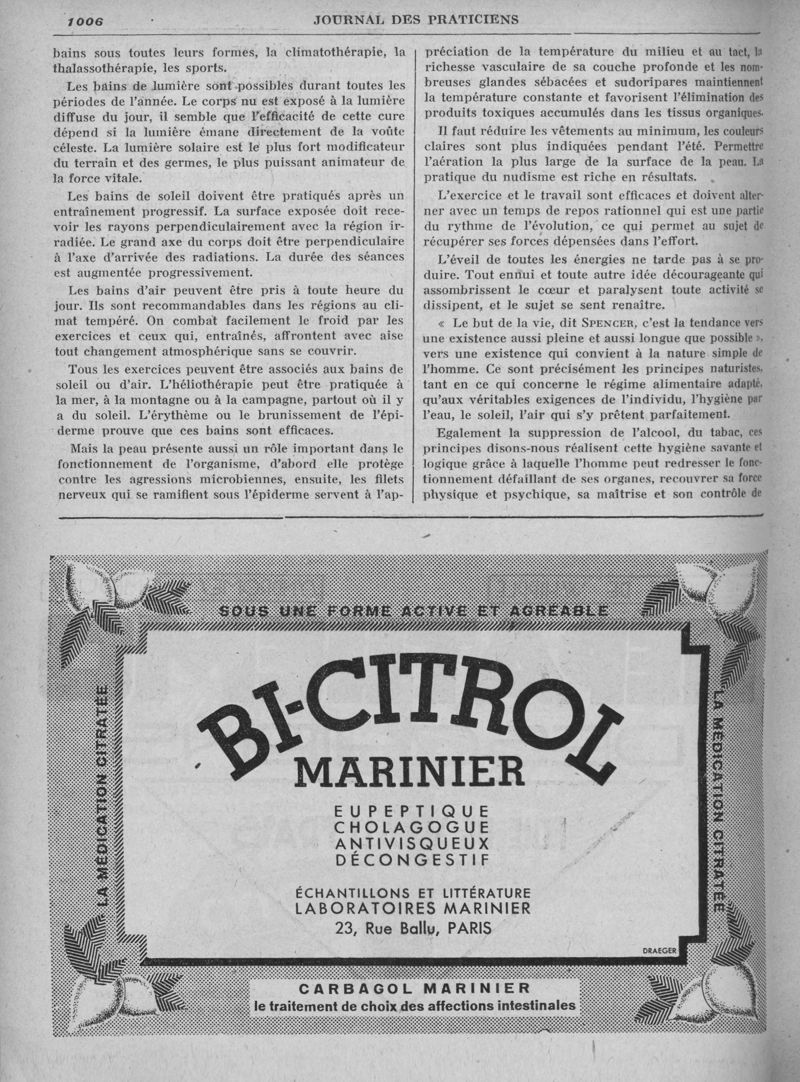 1006
JOURNAL DES PRATICIENS
bains sous toutes leurs formes, la climatothérapie, la
thalassothérapie, les sports.
Les bains de lumière sont possibles durant toutes les
périodes de l'année. Le corps nu est exposé à la lumière
diffuse du jour, il semble que l'efficacité de cette cure
dépend si la lumière émane directement de la voûte
céleste. La lumière solaire est le plus fort modificateur
du terrain et des germes, le plus puissant animateur de
la force vitale.
Les bains de soleil doivent être pratiqués après un
entraînement progressif. La surface exposée doit rece-
voir les rayons perpendiculairement avec la région ir-
radiée. Le grand axe du corps doit être perpendiculaire
à l'axe d'arrivée des radiations. La durée des séances
est augmentée progressivement.
Les bains d'air peuvent être pris à toute heure du
jour. Ils sont recommandables dans les régions au cli-
mat tempéré. On combat facilement le froid par les
exercices et ceux qui, entraînés, affrontent avec aise
tout changement atmosphérique sans se couvrir.
Tous les exercices peuvent être associés aux bains de
soleil ou d'air. L'héliothérapie peut être pratiquée à
la mer, à la montagne ou à la campagne, partout où il y
a du soleil. L'érythème ou le brunissement de l'épi-
derme prouve que ces bains sont efficaces.
Mais la peau présente aussi un rôle important dans le
fonctionnement de l'organisme, d'abord elle protège
contre les agressions microbiennes, ensuite, les filets
nerveux qui se ramifient sous l'épiderme servent à l'ap-
préciation de la température du milieu et au tact, la
richesse vasculaire de sa couche profonde et les nom-
breuses glandes sébacées et sudoripares maintiennent
la température constante et favorisent l'élimination des
produits toxiques accumulés dans les tissus organiques.
Il faut réduire les vêtements au minimum, les couleurs
claires sont plus indiquées pendant l'été. Permettre
l'aération la plus large de la surface de la peau. La
pratique du nudisme est riche en résultats.
L'exercice et le travail sont efficaces et doivent alter-
ner avec un temps de repos rationnel qui est une partie
du rythme de l'évolution, ce qui permet au sujet de
récupérer ses forces dépensées dans l'effort.
L'éveil de toutes les énergies ne tarde pas à se pro-
duire. Tout ennui et toute autre idée décourageante qui
assombrissent le cœur et paralysent toute activité se
dissipent, et le sujet se sent renaître.
« Le but de la vie, dit SPENCER, c'est la tendance vers
une existence aussi pleine et aussi longue que possible »,
vers une existence qui convient à la nature simple de
l'homme. Ce sont précisément les principes naturistes,
tant en ce qui concerne le régime alimentaire adapté,
qu'aux véritables exigences de l'individu, l'hygiène par
l'eau, le soleil, l'air qui s'y prêtent parfaitement.
Egalement la suppression de l'alcool, du tabac, ces
principes disons-nous réalisent cette hygiène savante et
logique grâce à laquelle l'homme peut redresser le fonc-
tionnement défaillant de ses organes, recouvrer sa force
physique et psychique, sa maîtrise et son contrôle de
SOUS UNE FORME ACTIVE ET AGRÉABLE
LA MÉDICATION CITRATÉE
BI-CITROL
MARINIER
EUPEPTIQUE
CHOLAGOGUE
ANTIVISQUEUX
DÉCONGESTIF
ÉCHANTILLONS ET LITTÉRATURE
LABORATOIRES MARINIER
23, Rue Ballu, PARIS
DRAEGER
LA MÉDICATION CITRATÉE
CARBAGOL MARINIER
le traitement de choix des affections intestinales